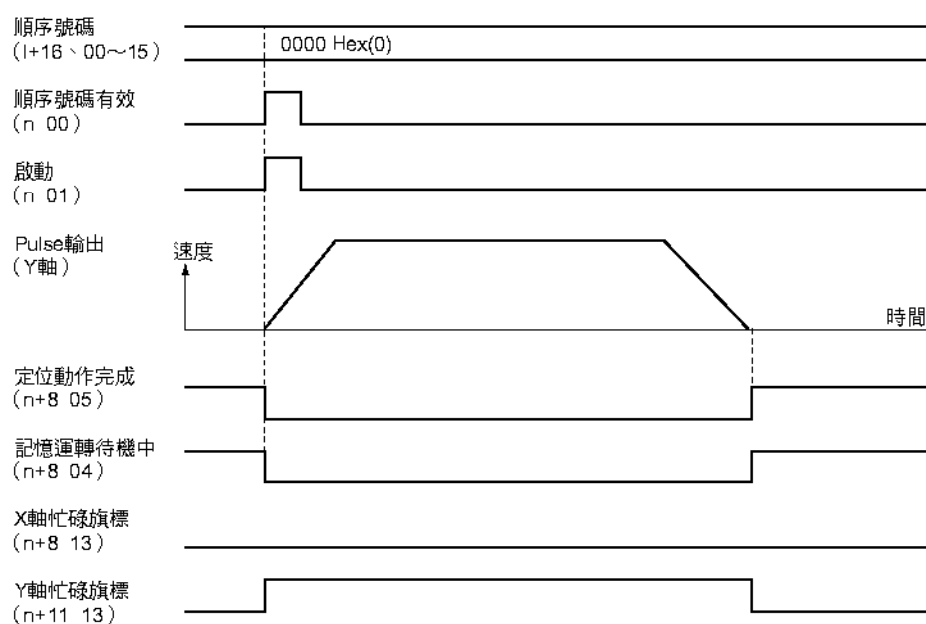 順序號碼
(I+16、00～15)
0000 Hex(0)
順序號碼有效
(n 00)
啟動
(n 01)
Pulse輸出
(Y軸)
速度
時間
定位動作完成
(n+8 05)
記憶運轉待機中
(n+8 04)
X軸忙碌旗標
(n+8 13)
Y軸忙碌旗標
(n+11 13)